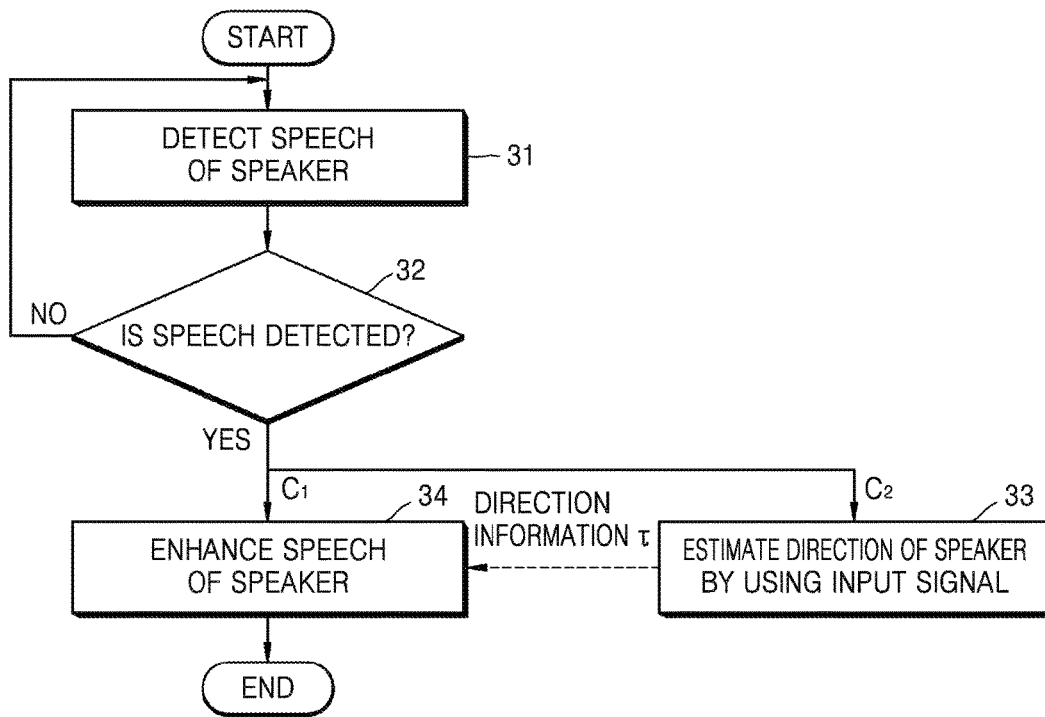 START
DETECT SPEECH
OF SPEAKER
31
32
NO
IS SPEECH DETECTED?
YES
C₁
34
DIRECTION
INFORMATION τ
C₂
33
ENHANCE SPEECH
OF SPEAKER
ESTIMATE DIRECTION OF SPEAKER
BY USING INPUT SIGNAL
END